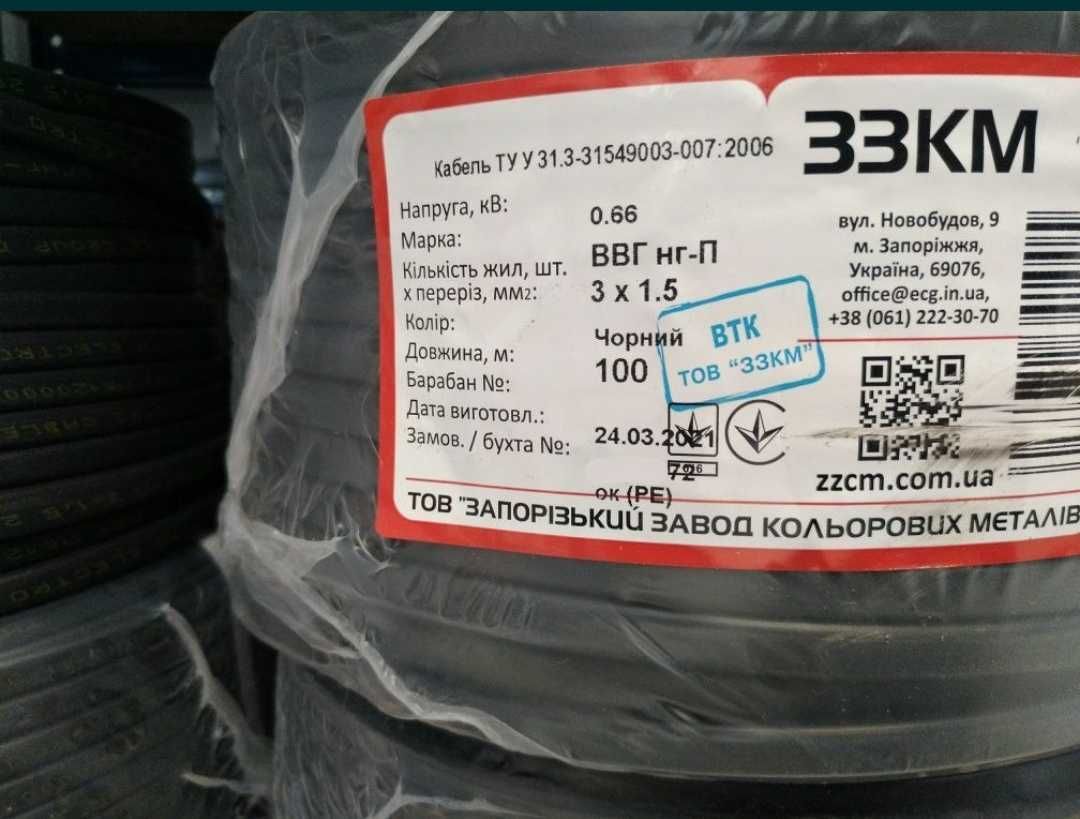 Кабель ТУ У 31.3-31549003-007:2006
ЗЗКМ
Напруга, кВ: 0.66
Марка: ВВГ нг-П
Кількість жил, шт.
х переріз, мм2: 3 х 1.5
Колір: Чорний
Довжина, м: 100
Барабан №:
Дата виготовл.: 24.03.2021
Замов. / бухта №: 72
ок (РЕ)
ВТК
ТОВ "ЗЗКМ"
вул. Новобудов, 9
м. Запоріжжя,
Україна, 69076,
office@ecg.in.ua,
+38 (061) 222-30-70
zzcm.com.ua
ТОВ "ЗАПОРІЗЬКИЙ ЗАВОД КОЛЬОРОВИХ МЕТАЛІВ